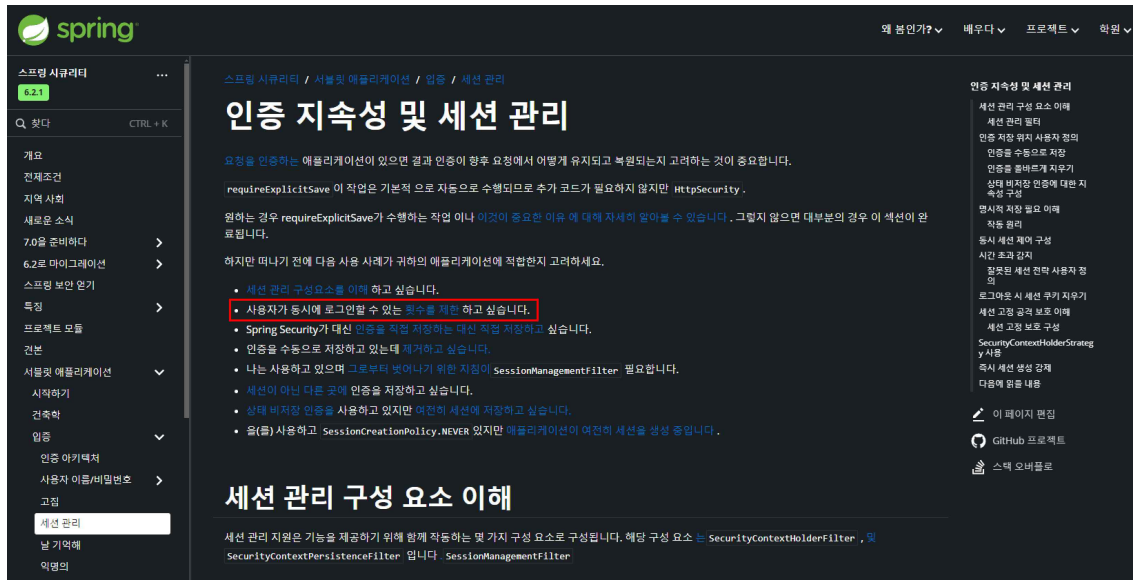 spring
왜 봄인가?
배우다
프로젝트
학원
스프링 시큐리티
...
6.2.1
찾다 CTRL + K
개요
전제조건
지역 사회
새로운 소식
7.0을 준비하다
6.2로 마이그레이션
스프링 보안 얻기
특징
프로젝트 모듈
견본
서블릿 애플리케이션
시작하기
건축학
입증
인증 아키텍처
사용자 이름/비밀번호
고집
세션 관리
날 기억해
익명의
스프링 시큐리티 / 서블릿 애플리케이션 / 입증 / 세션 관리
인증 지속성 및 세션 관리
요청을 인증하는 애플리케이션이 있으면 결과 인증이 향후 요청에서 어떻게 유지되고 복원되는지 고려하는 것이 중요합니다.
requireExplicitSave 이 작업은 기본적 으로 자동으로 수행되므로 추가 코드가 필요하지 않지만 HttpSecurity .
원하는 경우 requireExplicitSave가 수행하는 작업 이나 이것이 중요한 이유 에 대해 자세히 알아볼 수 있습니다 . 그렇지 않으면 대부분의 경우 이 섹션이 완
료됩니다.
하지만 떠나기 전에 다음 사용 사례가 귀하의 애플리케이션에 적합한지 고려하세요.
• 세션 관리 구성요소를 이해 하고 싶습니다.
• 사용자가 동시에 로그인할 수 있는 횟수를 제한 하고 싶습니다.
• Spring Security가 대신 인증을 직접 저장하는 대신 직접 저장하고 싶습니다.
• 인증을 수동으로 저장하고 있는데 제거하고 싶습니다.
• 나는 사용하고 있으며 그로부터 벗어나기 위한 지침이 SessionManagementFilter 필요합니다.
• 세션이 아닌 다른 곳에 인증을 저장하고 싶습니다.
• 상태 비저장 인증을 사용하고 있지만 여전히 세션에 저장하고 싶습니다.
• 을(를) 사용하고 SessionCreationPolicy.NEVER 있지만 애플리케이션이 여전히 세션을 생성 중입니다 .
세션 관리 구성 요소 이해
세션 관리 지원은 기능을 제공하기 위해 함께 작동하는 몇 가지 구성 요소로 구성됩니다. 해당 구성 요소 는 SecurityContextHolderFilter , 및
SecurityContextPersistenceFilter 입니다 SessionManagementFilter
인증 지속성 및 세션 관리
세션 관리 구성 요소 이해
세션 관리 필터
인증 저장 위치 사용자 정의
인증을 수동으로 저장
인증을 올바르게 지우기
상태 비저장 인증에 대한 지
속성 구성
명시적 저장 필요 이해
작동 원리
동시 세션 제어 구성
시간 초과 감지
잘못된 세션 전략 사용자 정
의
로그아웃 시 세션 쿠키 지우기
세션 고정 공격 보호 이해
세션 고정 보호 구성
SecurityContextHolderStrateg
y 사용
즉시 세션 생성 강제
다음에 읽을 내용
이 페이지 편집
GitHub 프로젝트
스택 오버플로